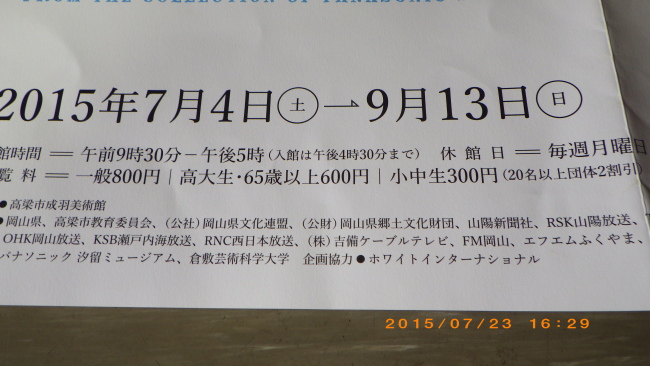 FROM THE COLLECTION OF PANASONIC
2015年7月4日(土)→9月13日(日)
館時間 ＝ 午前9時30分－午後5時(入館は午後4時30分まで) 休館日＝毎週月曜日
覧料＝一般800円｜高大生・65歳以上600円｜小中生300円(20名以上団体2割引)
●高梁市成羽美術館
●岡山県、高梁市教育委員会、(公社)岡山県文化連盟、(公財)岡山県郷土文化財団、山陽新聞社、RSK山陽放送、
OHK岡山放送、KSB瀬戸内海放送、RNC西日本放送、(株)吉備ケーブルテレビ、FM岡山、エフエムふくやま、
パナソニック 汐留ミュージアム、倉敷芸術科学大学 企画協力●ホワイトインターナショナル
2015/07/23 16:29